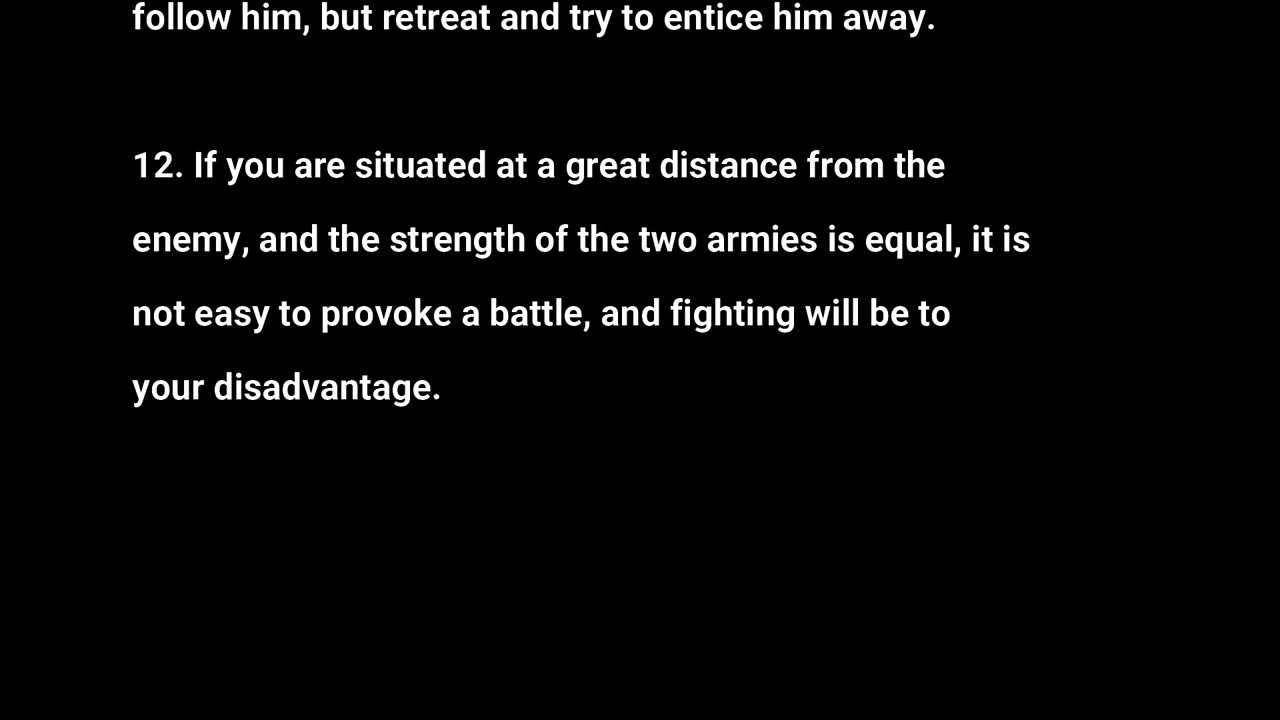 follow him, but retreat and try to entice him away.
12. If you are situated at a great distance from the
enemy, and the strength of the two armies is equal, it is
not easy to provoke a battle, and fighting will be to
your disadvantage.